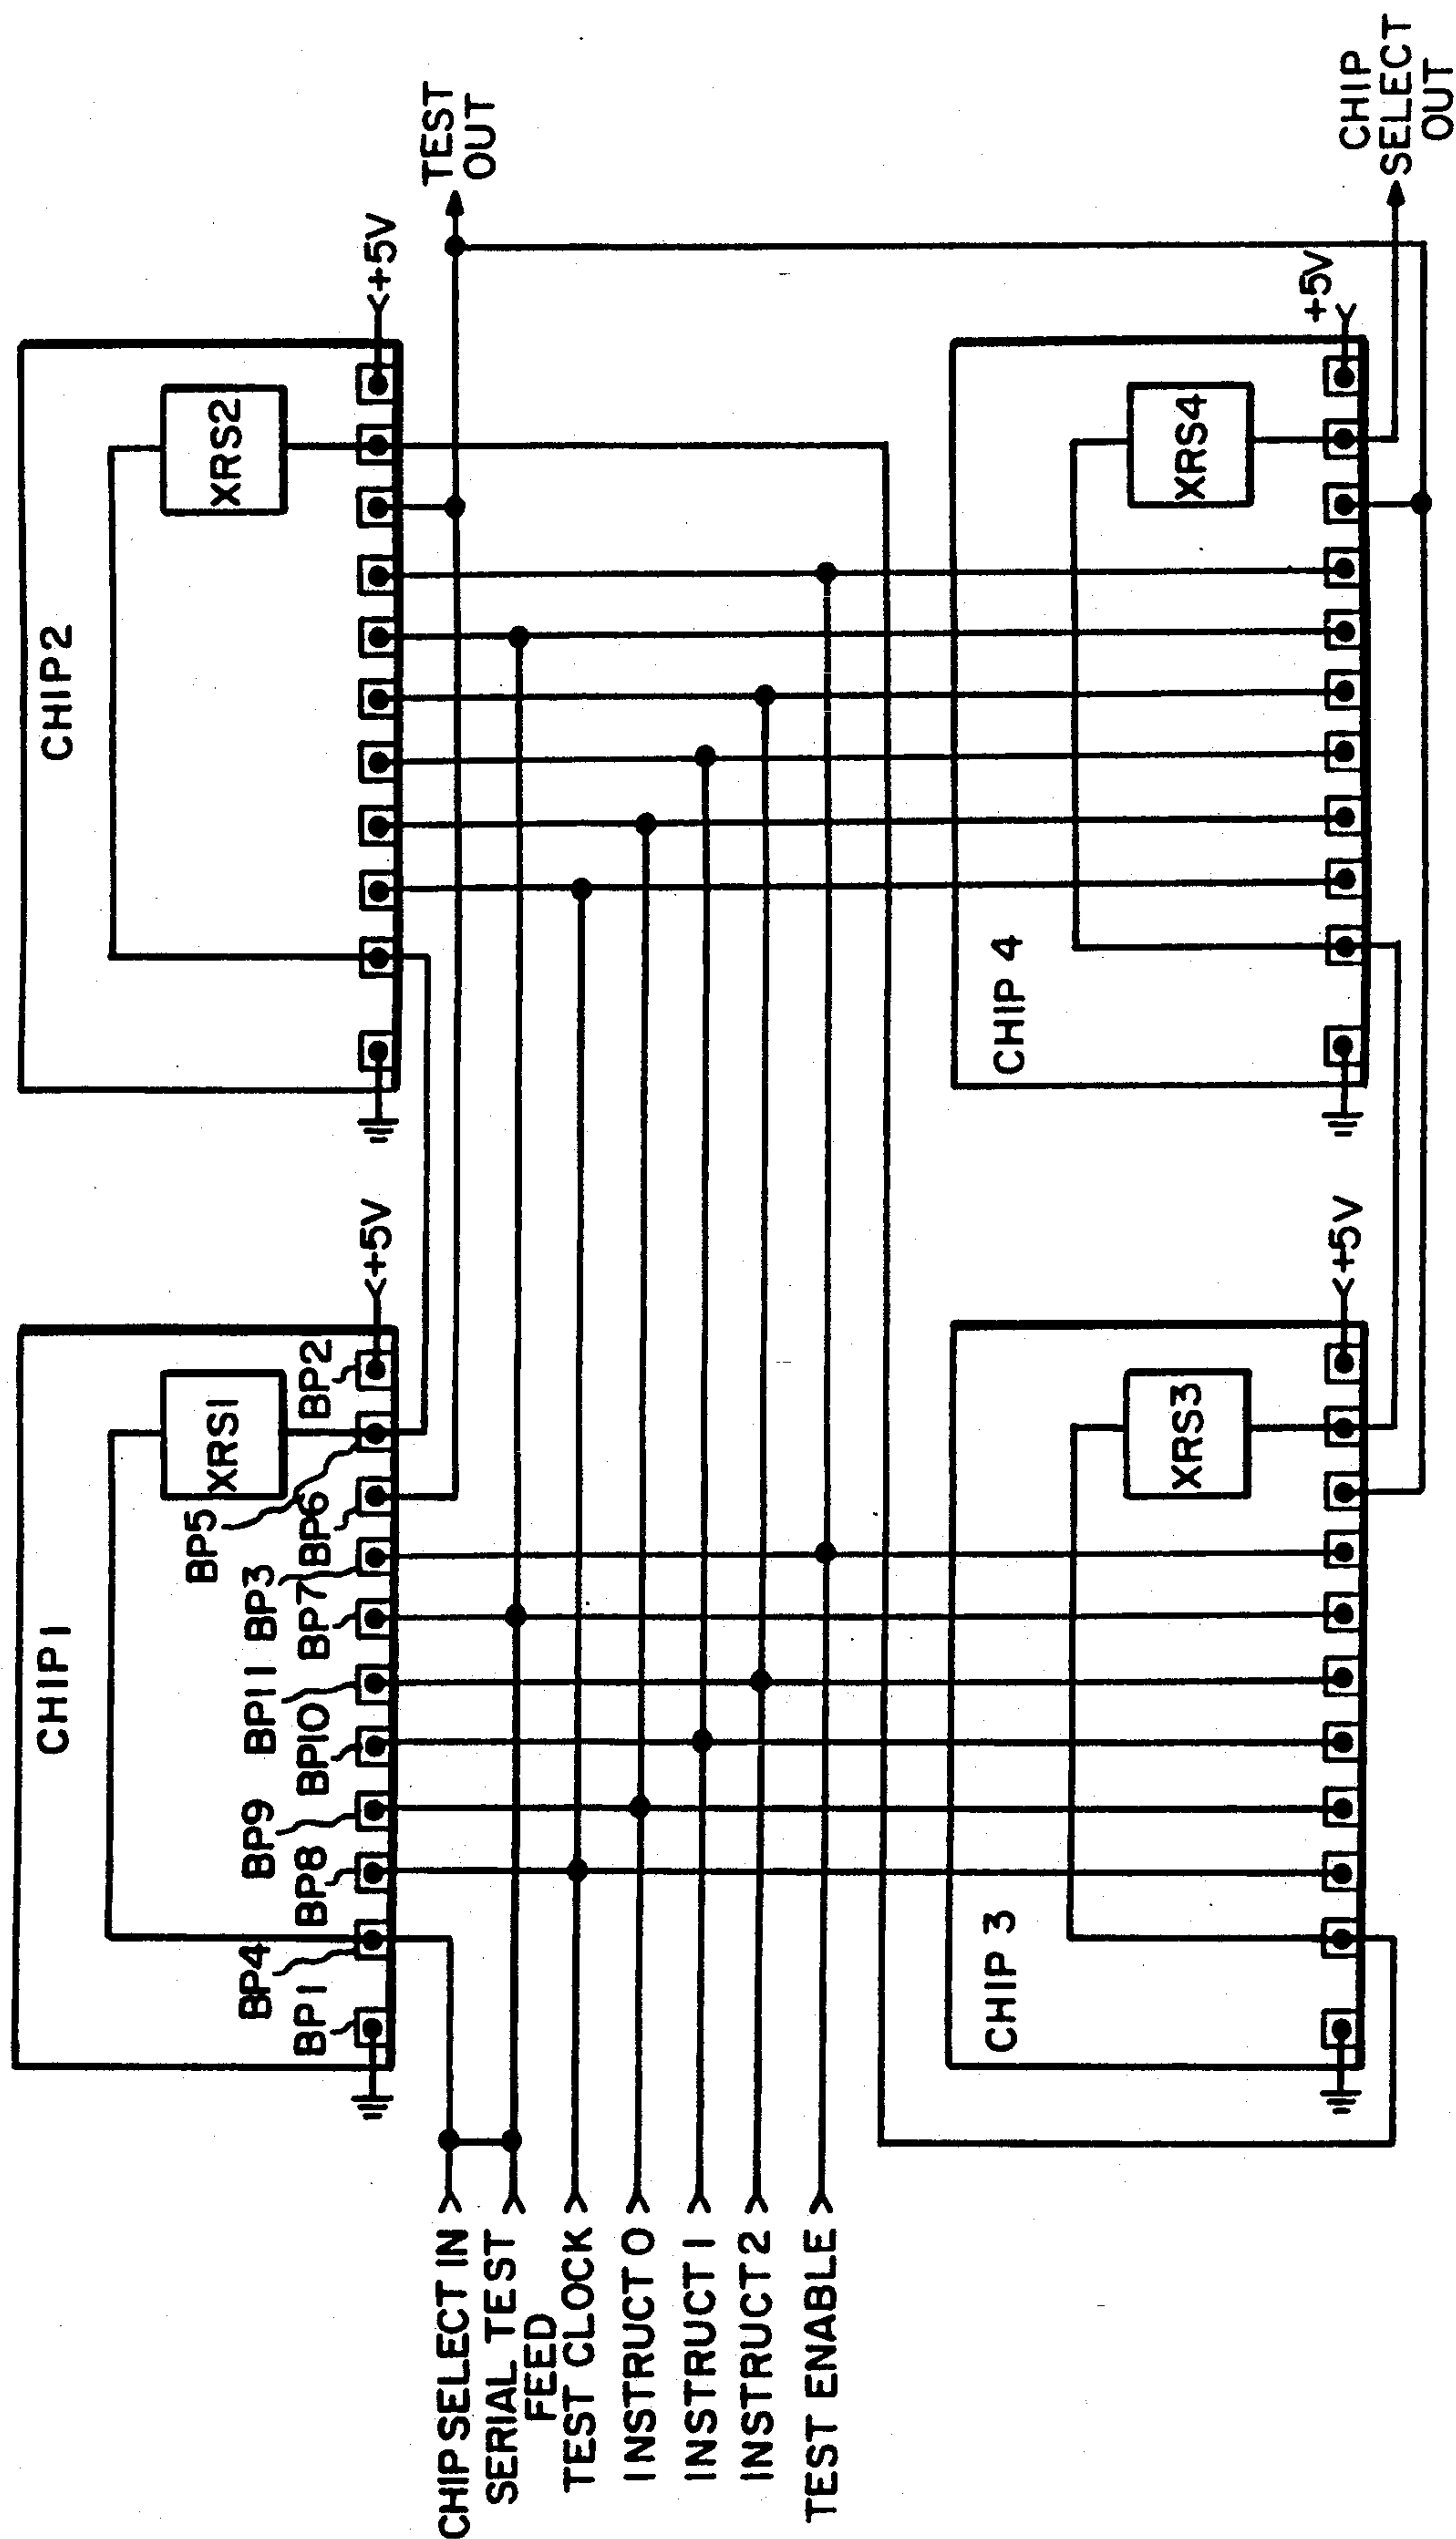 CHIP1
XRS1
BP4
BP1
BP8
BP9
BP10
BP11
BP7
BP3
BP6
BP5
BP2
<+5V
CHIP2
XRS2
<+5V
TEST
OUT
CHIP SELECT IN
SERIAL TEST
FEED
TEST CLOCK
INSTRUCT 0
INSTRUCT 1
INSTRUCT 2
TEST ENABLE
CHIP 3
XRS3
<+5V
CHIP 4
XRS4
+5V
CHIP
SELECT
OUT